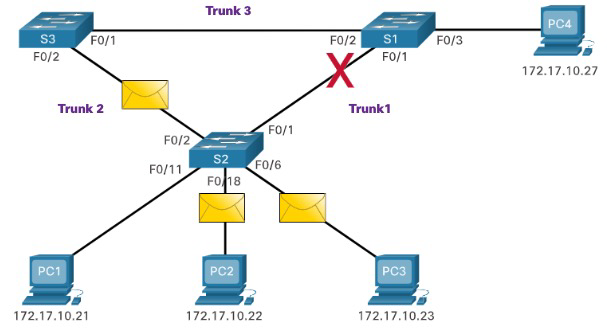 Trunk 3
S3
F0/1
F0/2
S1
F0/3
PC4
F0/2
F0/1
172.17.10.27
Trunk 2
Trunk1
F0/2
F0/1
S2
F0/11
F0/6
F0/18
PC1
PC2
PC3
172.17.10.21
172.17.10.22
172.17.10.23